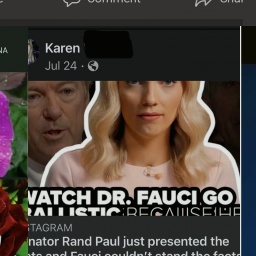 Comment
Shar
NA
Karen
Jul 24 ·
WATCH DR. FAUCI GO
BALLISTIC BECAUSE HE
STAGRAM
nator Rand Paul just presented the
ts and Fauci couldn't stand the facts